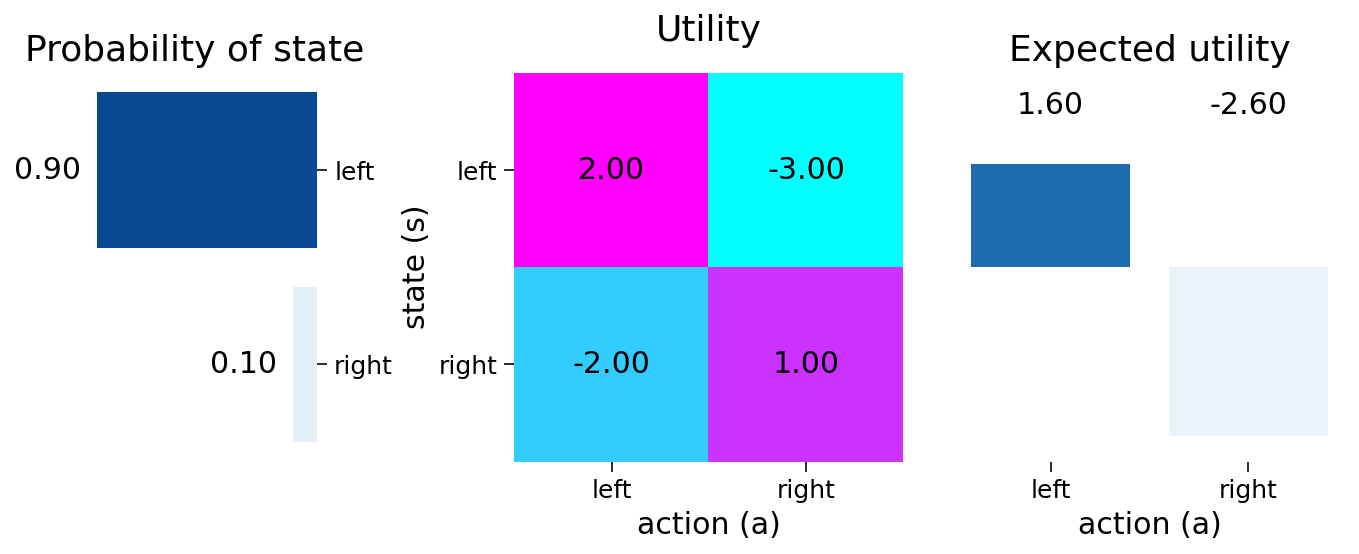 Probability of state
0.90
left
0.10
right
Utility
state (s)
left
right
2.00
-3.00
-2.00
1.00
left
right
action (a)
Expected utility
1.60
-2.60
left
right
action (a)